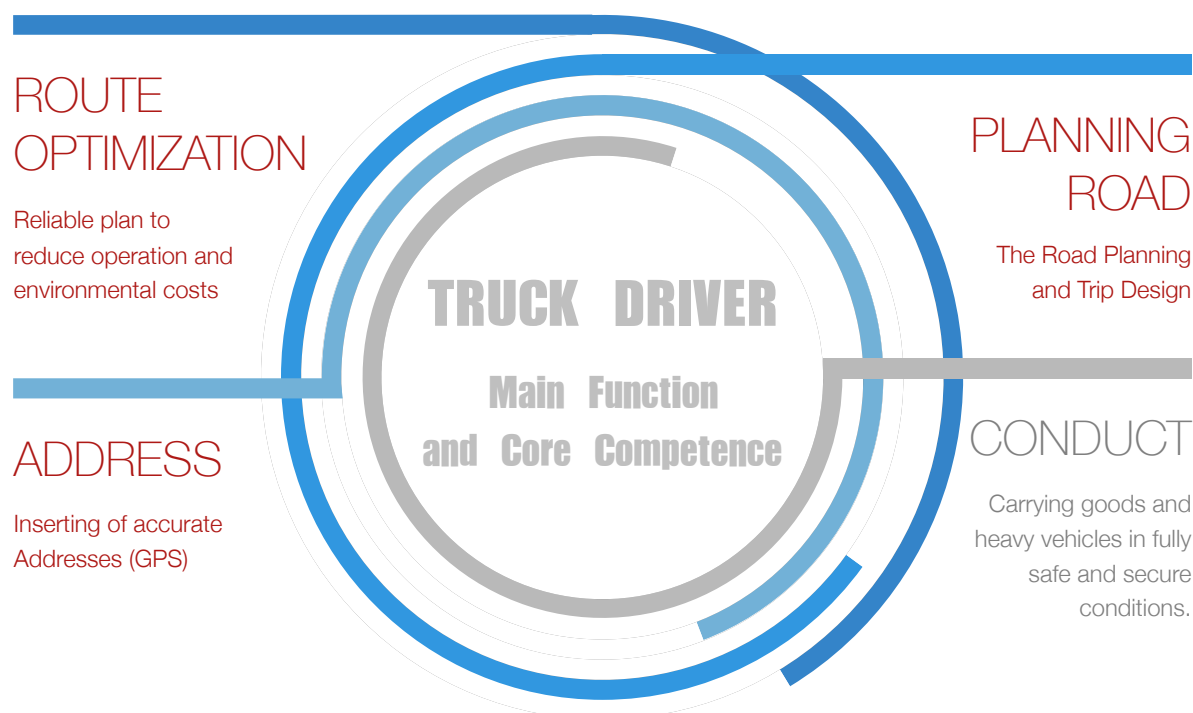 ROUTE
OPTIMIZATION
Reliable plan to
reduce operation and
environmental costs
PLANNING
ROAD
The Road Planning
and Trip Design
TRUCK DRIVER
Main Function
and Core Competence
ADDRESS
Inserting of accurate
Addresses (GPS)
CONDUCT
Carrying goods and
heavy vehicles in fully
safe and secure
conditions.